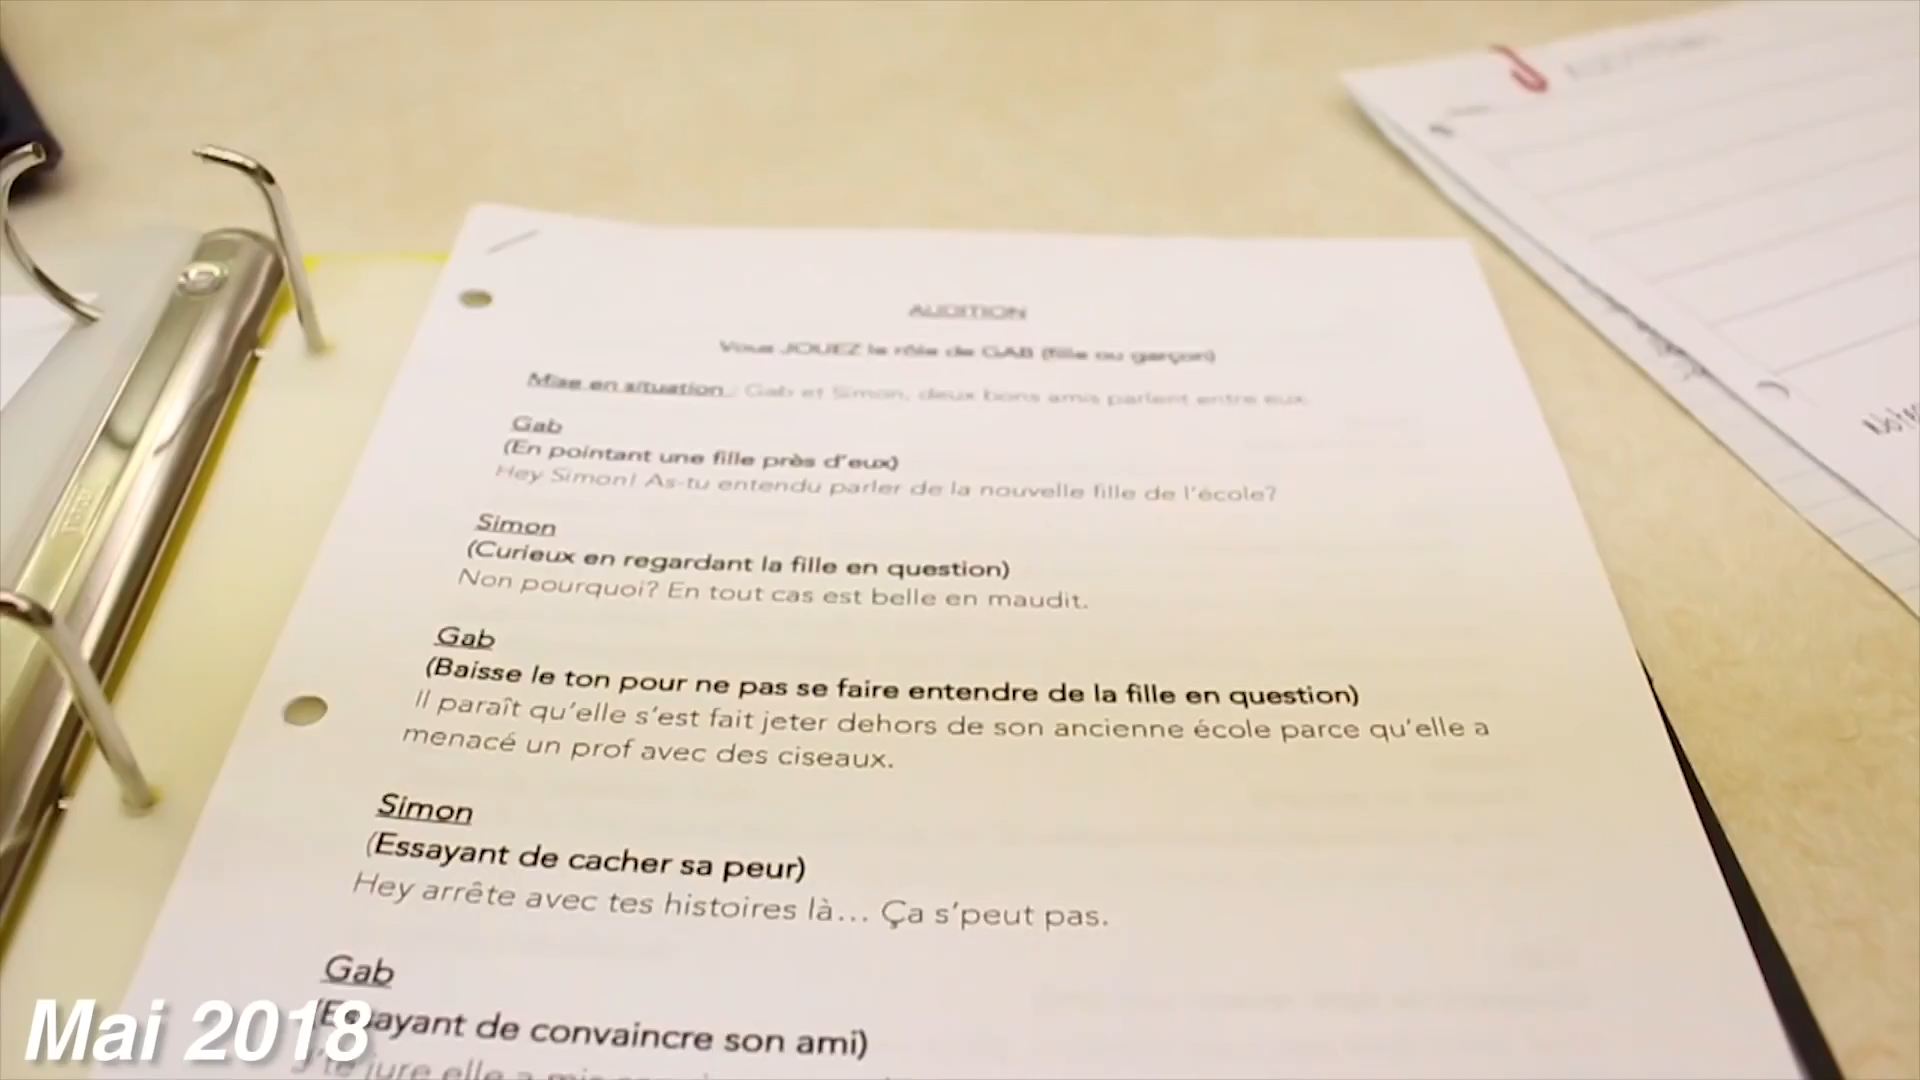 AUDITION
Vous JOUEZ le rôle de GAB (fille ou garçon)
Mise en situation : Gab et Simon, deux bons amis parlent entre eux.
Gab
(En pointant une fille près d'eux)
Hey Simon! As-tu entendu parler de la nouvelle fille de l'école?
Simon
(Curieux en regardant la fille en question)
Non pourquoi? En tout cas est belle en maudit.
Gab
(Baisse le ton pour ne pas se faire entendre de la fille en question)
Il paraît qu'elle s'est fait jeter dehors de son ancienne école parce qu'elle a
menacé un prof avec des ciseaux.
Simon
(Essayant de cacher sa peur)
Hey arrête avec tes histoires là... Ça s'peut pas.
Gab
(Essayant de convaincre son ami)
J'te jure elle a
Mai 2018